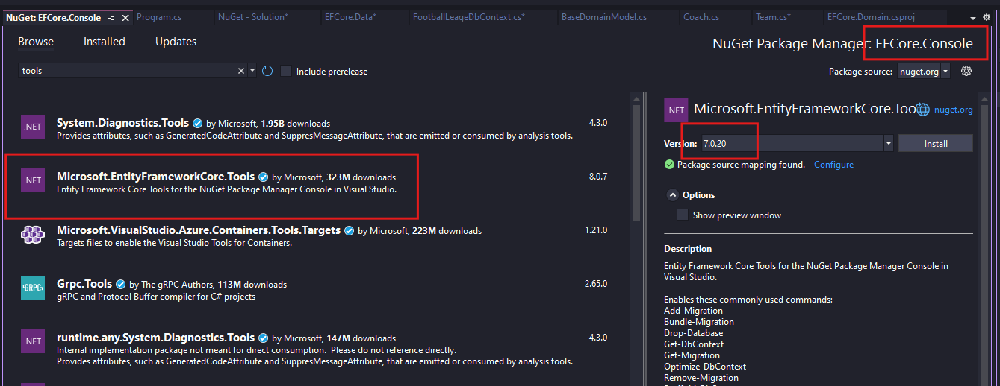 NuGet: EFCore.Console Program.cs NuGet - Solution* EFCore.Data* FootballLeageDbContext.cs* BaseDomainModel.cs Coach.cs Team.cs* EFCore.Domain.csproj
Browse Installed Updates
NuGet Package Manager: EFCore.Console
tools
Include prerelease
Package source: nuget.org
.NET
System.Diagnostics.Tools by Microsoft, 1.95B downloads
4.3.0
Provides attributes, such as GeneratedCodeAttribute and SuppresMessageAttribute, that are emitted or consumed by analysis tools.
.NET
Microsoft.EntityFrameworkCore.Tools by Microsoft, 323M downloads
8.0.7
Entity Framework Core Tools for the NuGet Package Manager Console in Visual Studio.
Microsoft.VisualStudio.Azure.Containers.Tools.Targets by Microsoft, 223M downloads
1.21.0
Targets files to enable the Visual Studio Tools for Containers.
GRPC
Grpc.Tools by The gRPC Authors, 113M downloads
2.65.0
gRPC and Protocol Buffer compiler for C# projects
.NET
runtime.any.System.Diagnostics.Tools by Microsoft, 147M downloads
4.3.0
Internal implementation package not meant for direct consumption. Please do not reference directly.
Provides attributes, such as GeneratedCodeAttribute and SuppresMessageAttribute, that are emitted or consumed by analysis tools.
.NET
Microsoft.EntityFrameworkCore.Too
nuget.org
Version: 7.0.20
Install
Package source mapping found. Configure
Options
Show preview window
Description
Entity Framework Core Tools for the NuGet Package Manager Console in
Visual Studio.
Enables these commonly used commands:
Add-Migration
Bundle-Migration
Drop-Database
Get-DbContext
Get-Migration
Optimize-DbContext
Remove-Migration